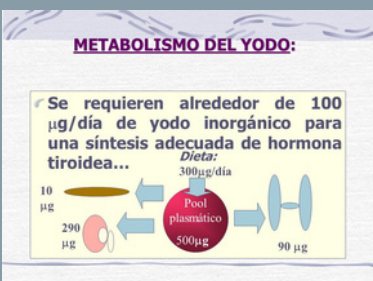 METABOLISMO DEL YODO:
Se requieren alrededor de 100
µg/día de yodo inorgánico para
una síntesis adecuada de hormona
tiroidea...
Dieta:
300µg/día
10
µg
Pool
plasmático
500µg
290
µg
90 µg